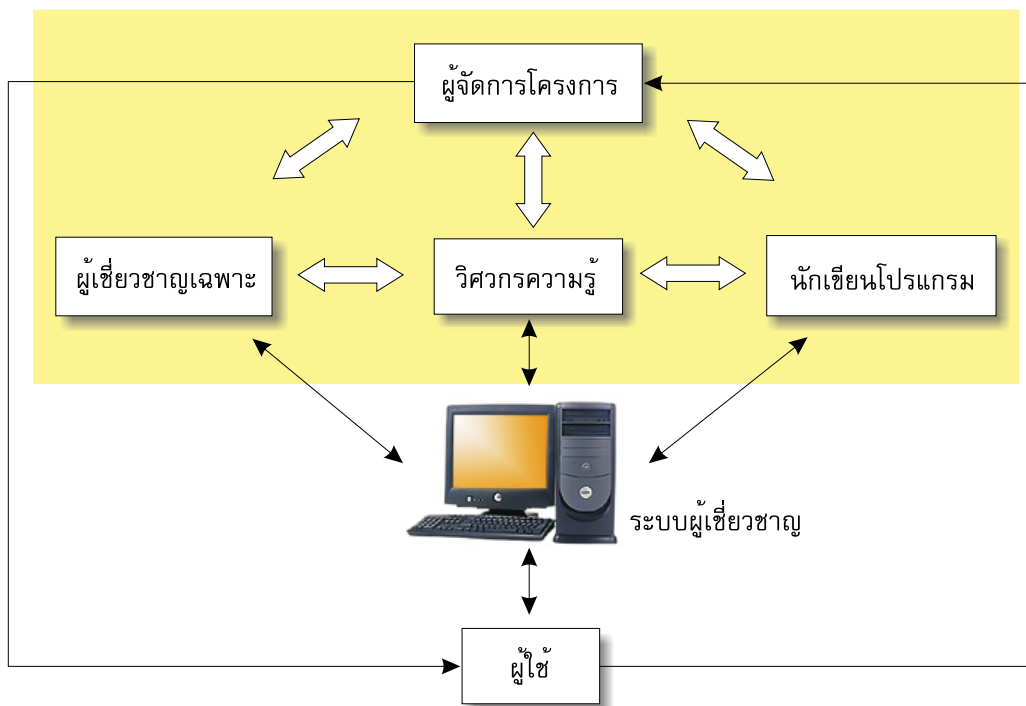 ผู้จัดการโครงการ
ผู้เชี่ยวชาญเฉพาะ
วิศวกรความรู้
นักเขียนโปรแกรม
ระบบผู้เชี่ยวชาญ
ผู้ใช้